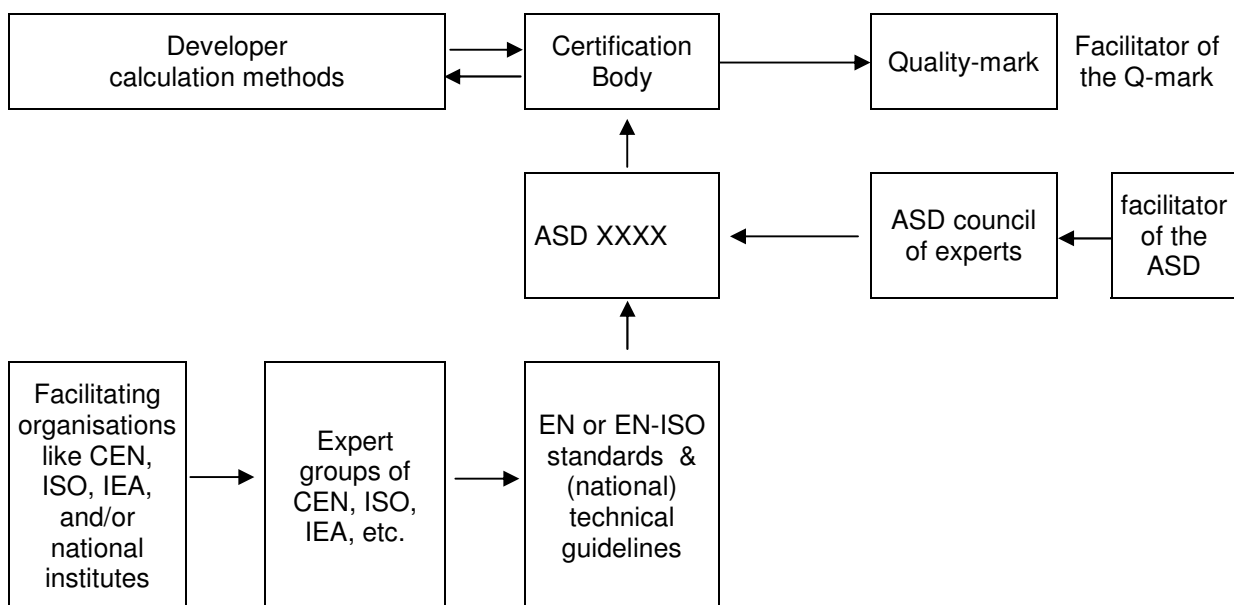 Developer
calculation methods
Certification
Body
Quality-mark
Facilitator of
the Q-mark
ASD XXXX
ASD council
of experts
facilitator
of the
ASD
Facilitating
organisations
like CEN,
ISO, IEA,
and/or
national
institutes
Expert
groups of
CEN, ISO,
IEA, etc.
EN or EN-ISO
standards &
(national)
technical
guidelines